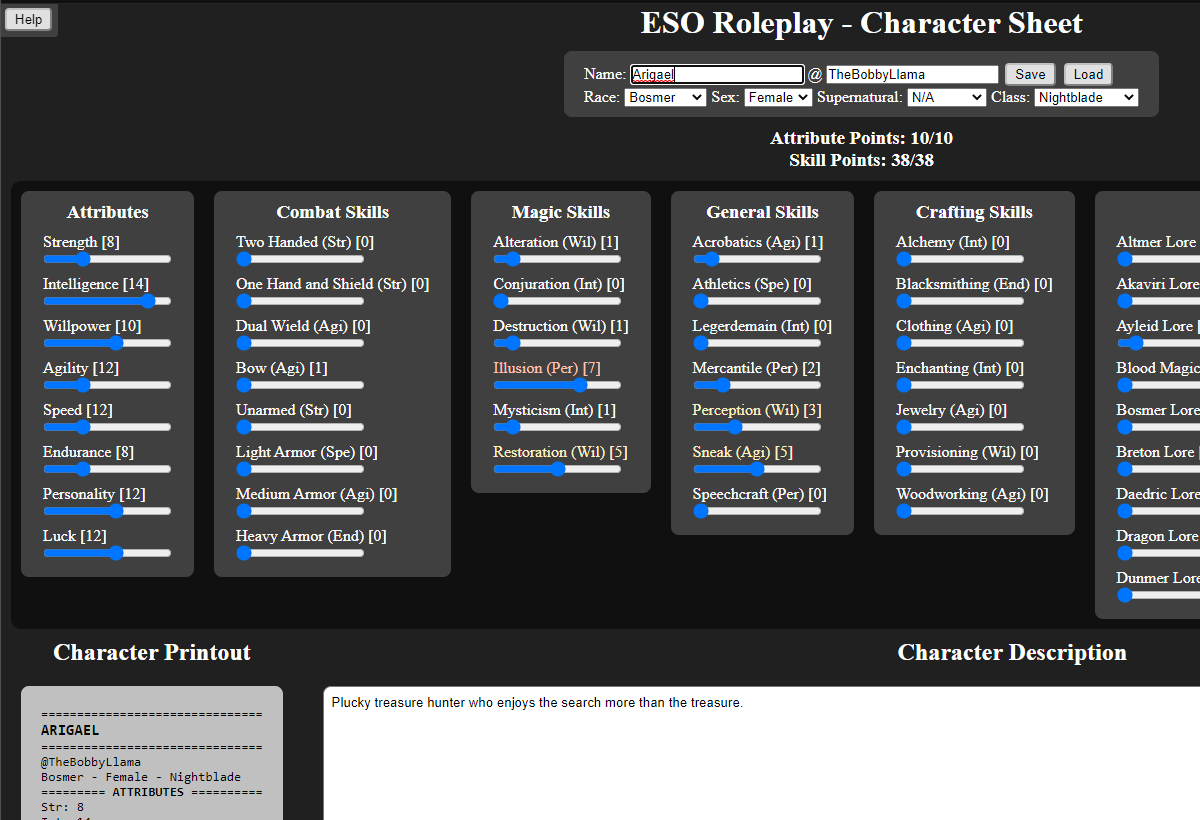 Help
ESO Roleplay - Character Sheet
Name: Arigael @ TheBobbyLlama Save Load
Race: Bosmer Sex: Female Supernatural: N/A Class: Nightblade
Attribute Points: 10/10
Skill Points: 38/38
Attributes
Strength [8]
Intelligence [14]
Willpower [10]
Agility [12]
Speed [12]
Endurance [8]
Personality [12]
Luck [12]
Combat Skills
Two Handed (Str) [0]
One Hand and Shield (Str) [0]
Dual Wield (Agi) [0]
Bow (Agi) [1]
Unarmed (Str) [0]
Light Armor (Spe) [0]
Medium Armor (Agi) [0]
Heavy Armor (End) [0]
Magic Skills
Alteration (Wil) [1]
Conjuration (Int) [0]
Destruction (Wil) [1]
Illusion (Per) [7]
Mysticism (Int) [1]
Restoration (Wil) [5]
General Skills
Acrobatics (Agi) [1]
Athletics (Spe) [0]
Legerdemain (Int) [0]
Mercantile (Per) [2]
Perception (Wil) [3]
Sneak (Agi) [5]
Speechcraft (Per) [0]
Crafting Skills
Alchemy (Int) [0]
Blacksmithing (End) [0]
Clothing (Agi) [0]
Enchanting (Int) [0]
Jewelry (Agi) [0]
Provisioning (Wil) [0]
Woodworking (Agi) [0]
Altmer Lore
Akaviri Lore
Ayleid Lore [
Blood Magic
Bosmer Lore
Breton Lore [
Daedric Lore
Dragon Lore
Dunmer Lore
Character Printout
===============================
ARIGAEL
===============================
@TheBobbyLlama
Bosmer - Female - Nightblade
========= ATTRIBUTES ==========
Str: 8
Character Description
Plucky treasure hunter who enjoys the search more than the treasure.